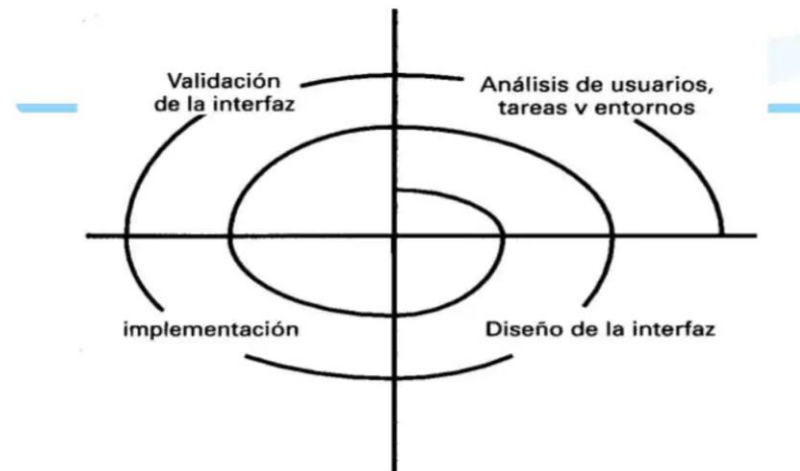 Validación
de la interfaz
Análisis de usuarios,
tareas v entornos
implementación
Diseño de la interfaz